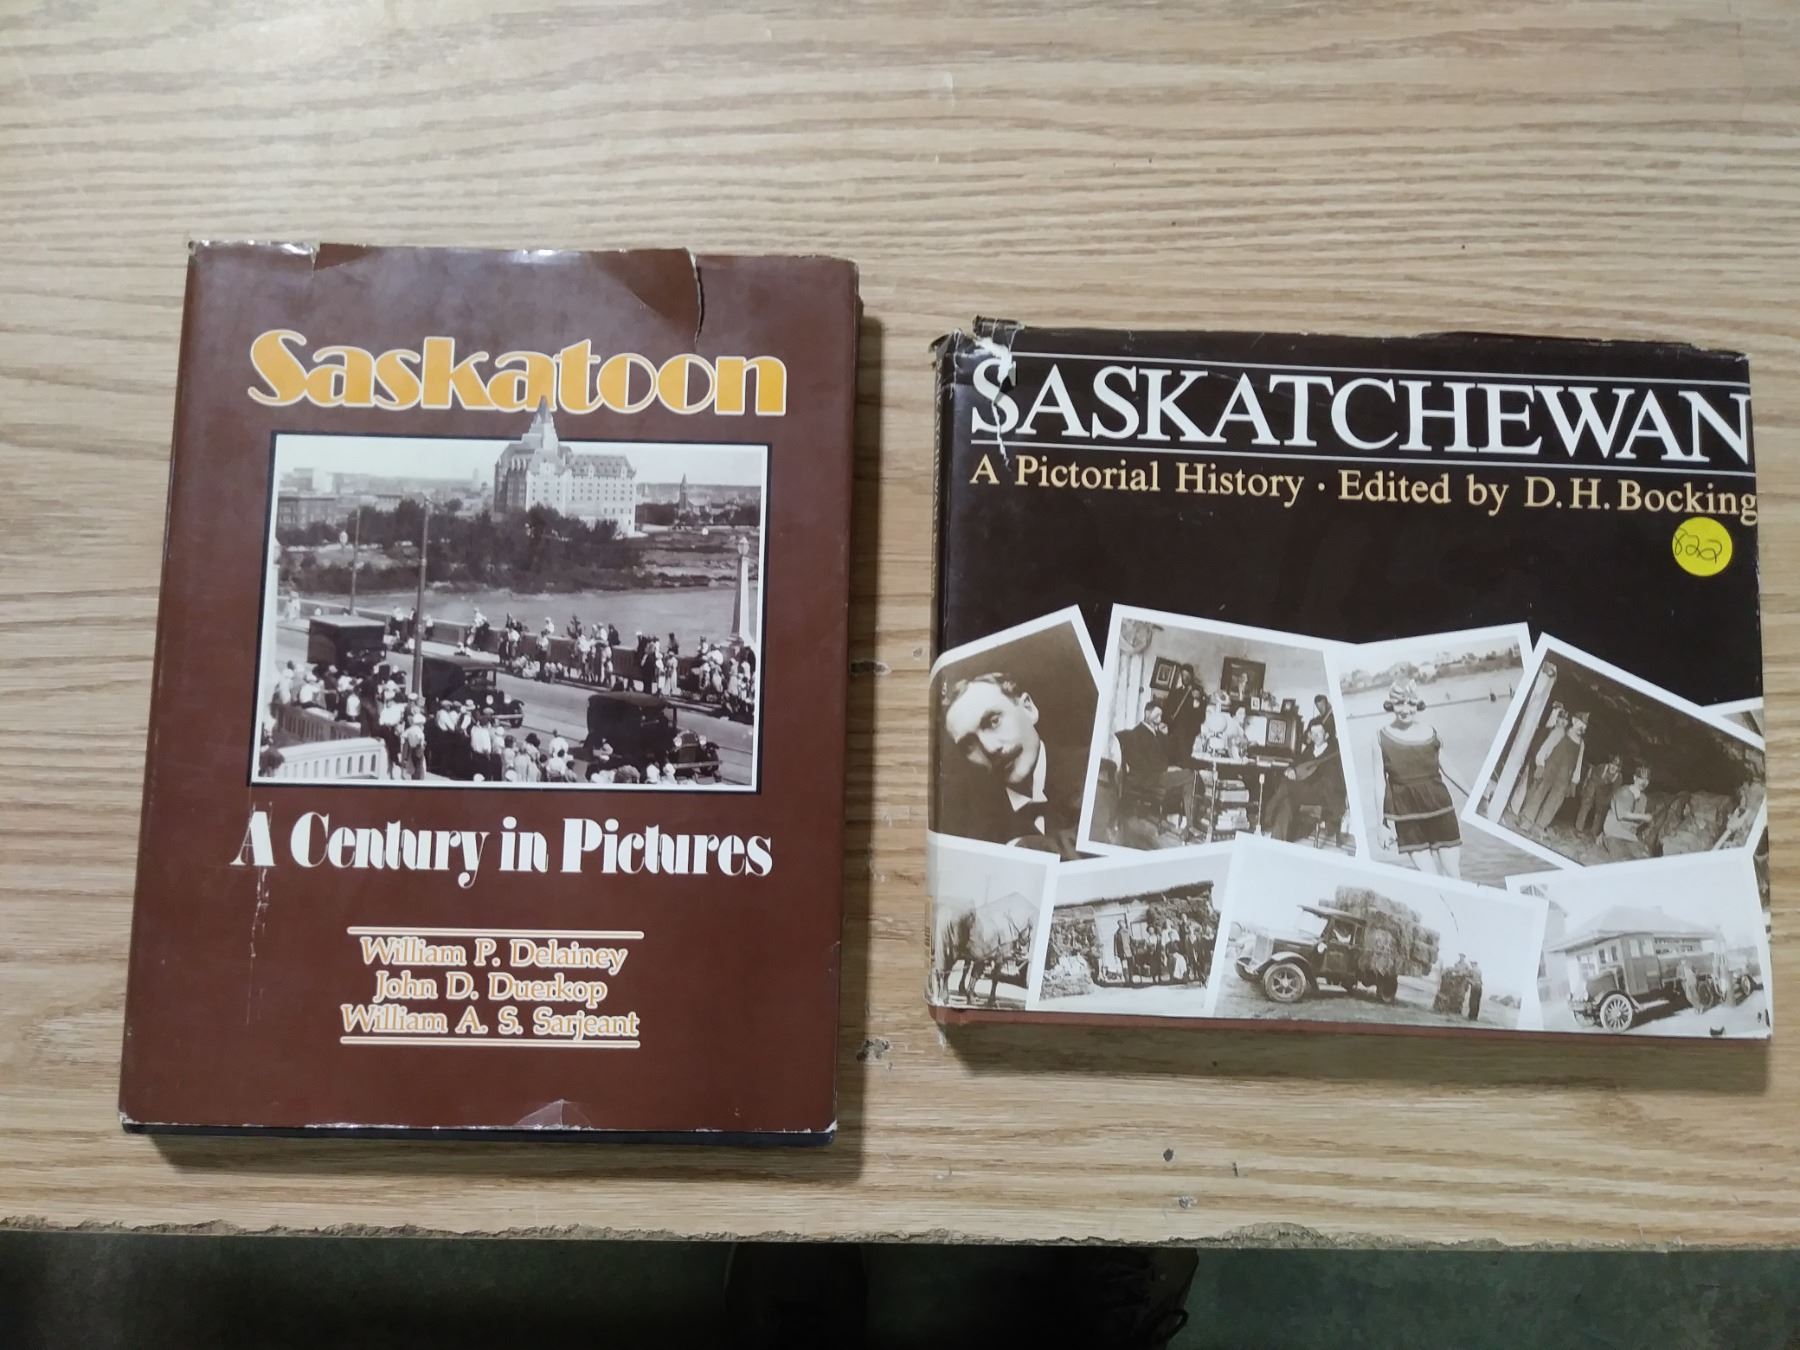 Saskatoon
A Century in Pictures
William P. Delainey
John D. Duerkop
William A. S. Sarjeant
SASKATCHEWAN
A Pictorial History · Edited by D. H. Bocking
822